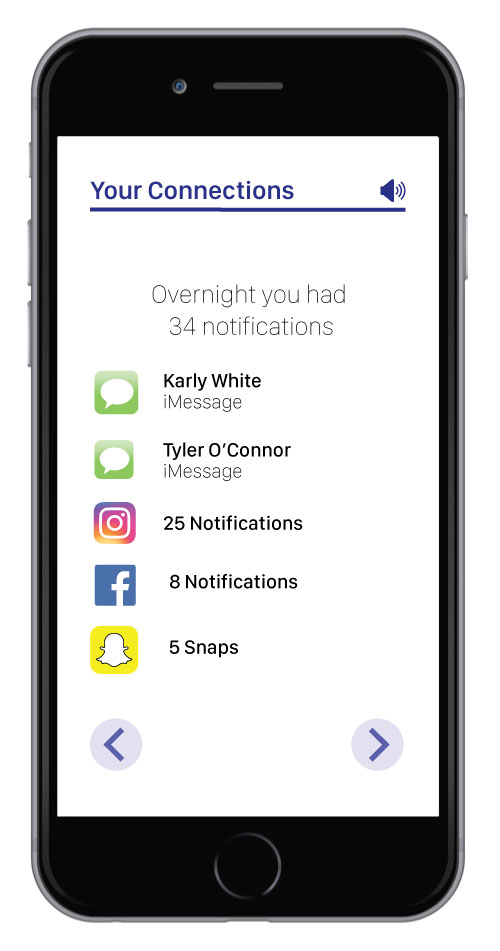 Your Connections
Overnight you had
34 notifications
Karly White
iMessage
Tyler O’Connor
iMessage
25 Notifications
8 Notifications
5 Snaps